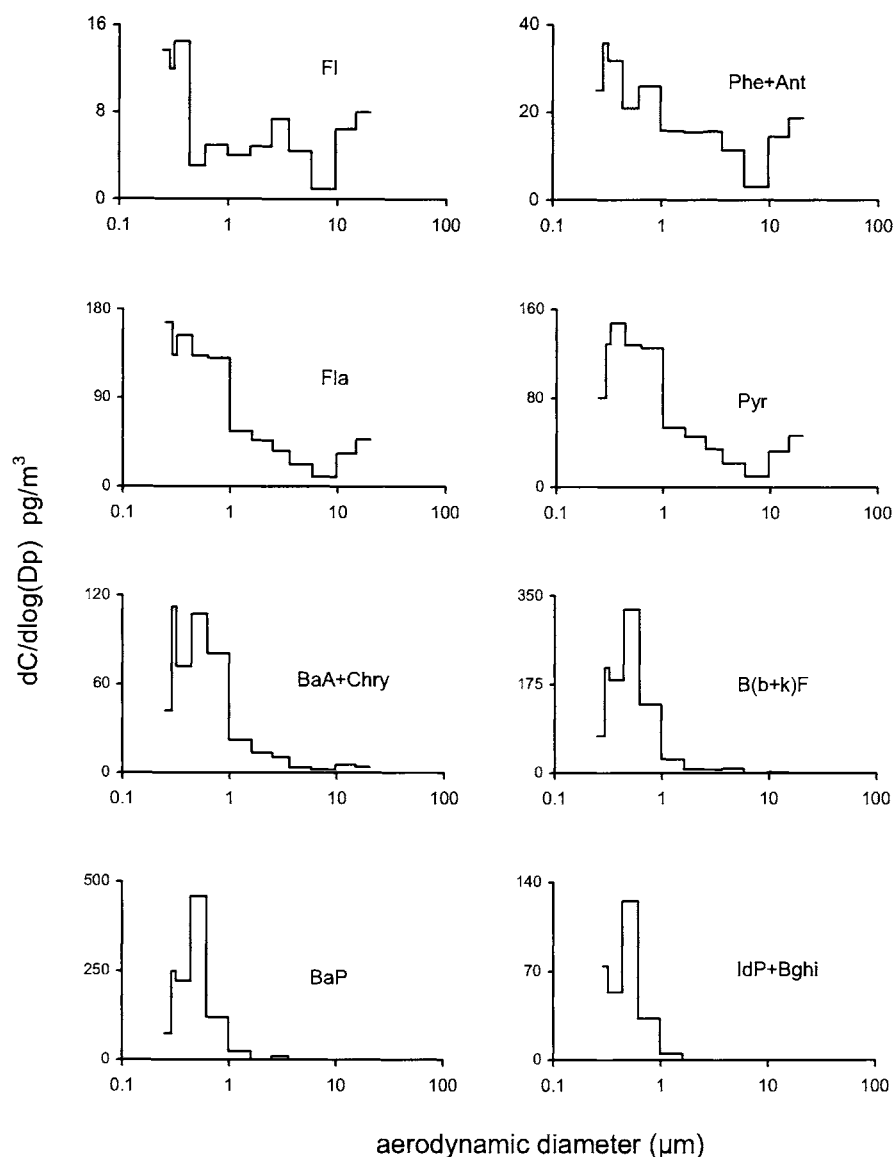 16
8
0
Fl
0.1 1 10 100
40
20
0
Phe+Ant
0.1 1 10 100
180
90
0
Fla
0.1 1 10 100
160
80
0
Pyr
0.1 1 10 100
dC/dlog(Dp) pg/m³
120
60
0
BaA+Chry
0.1 1 10 100
350
175
0
B(b+k)F
0.1 1 10 100
500
250
0
BaP
0.1 1 10 100
140
70
0
IdP+Bghi
0.1 1 10 100
aerodynamic diameter (µm)